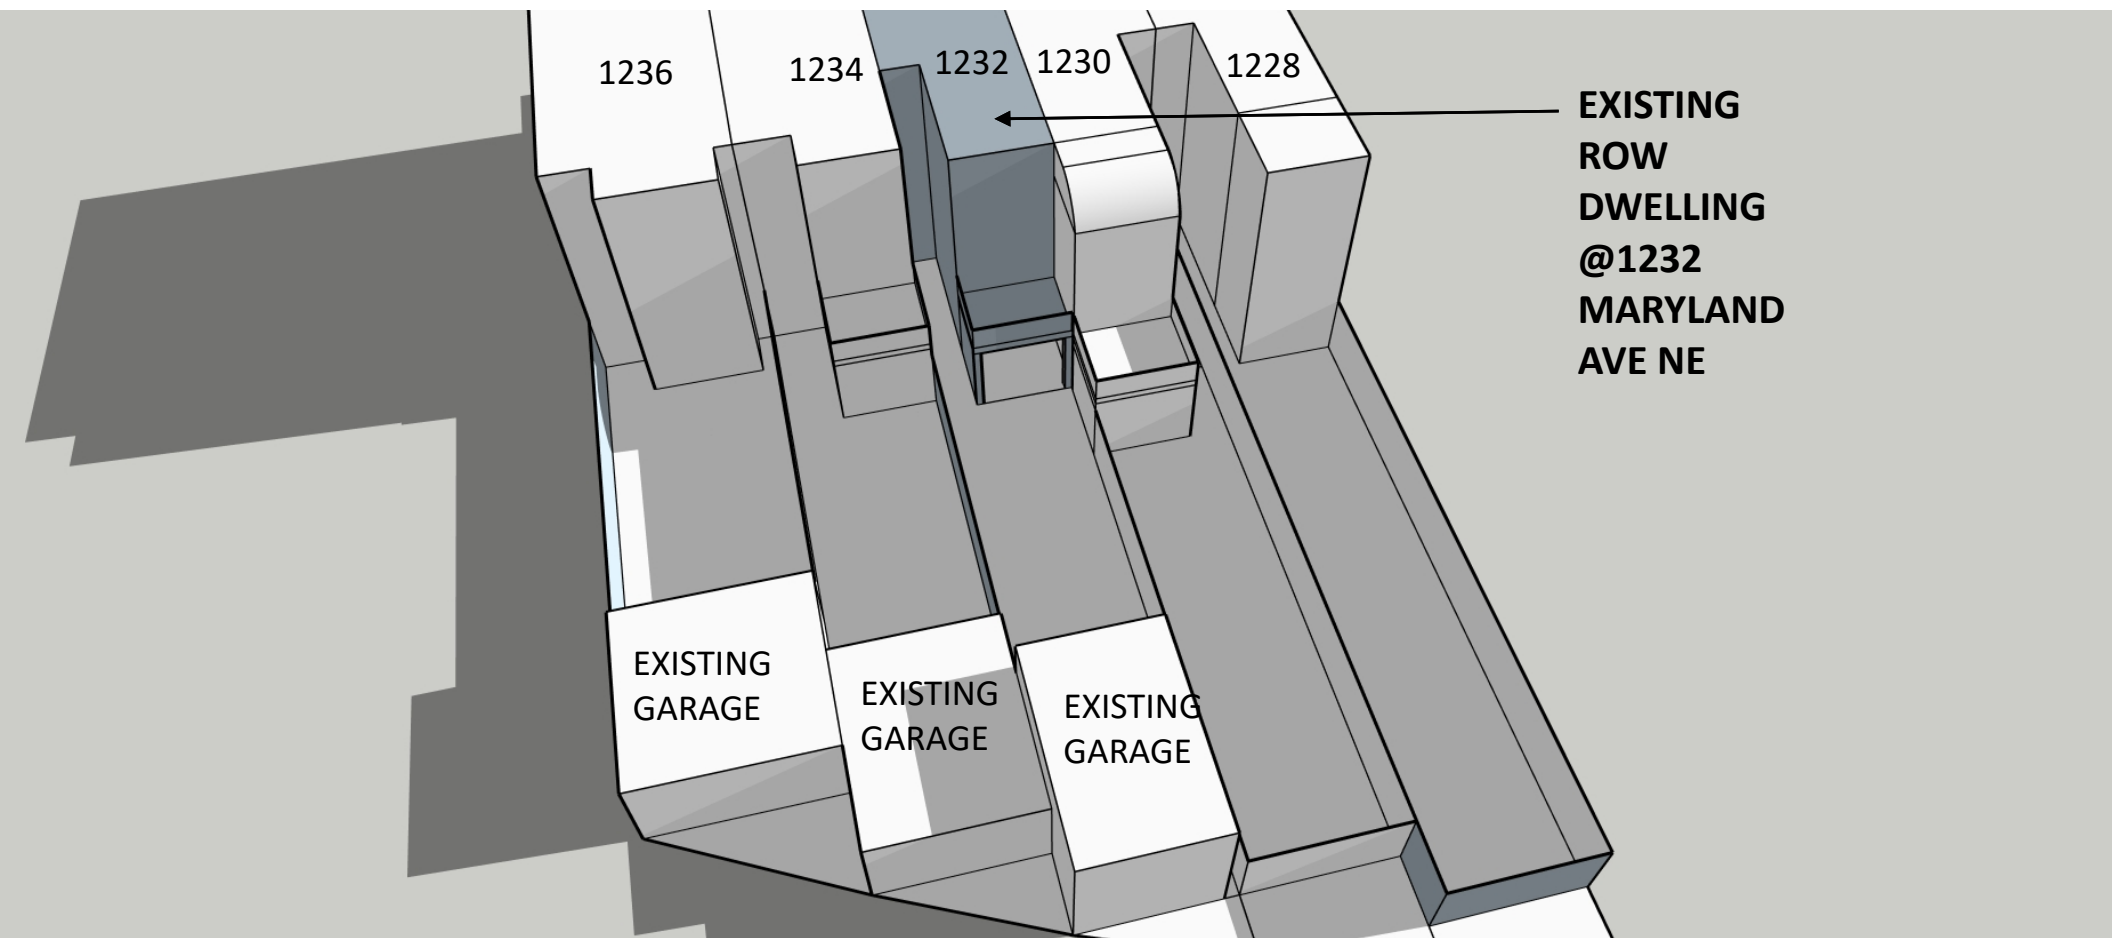 1236
1234
1232
1230
1228
EXISTING
ROW
DWELLING
@1232
MARYLAND
AVE NE
EXISTING
GARAGE
EXISTING
GARAGE
EXISTING
GARAGE